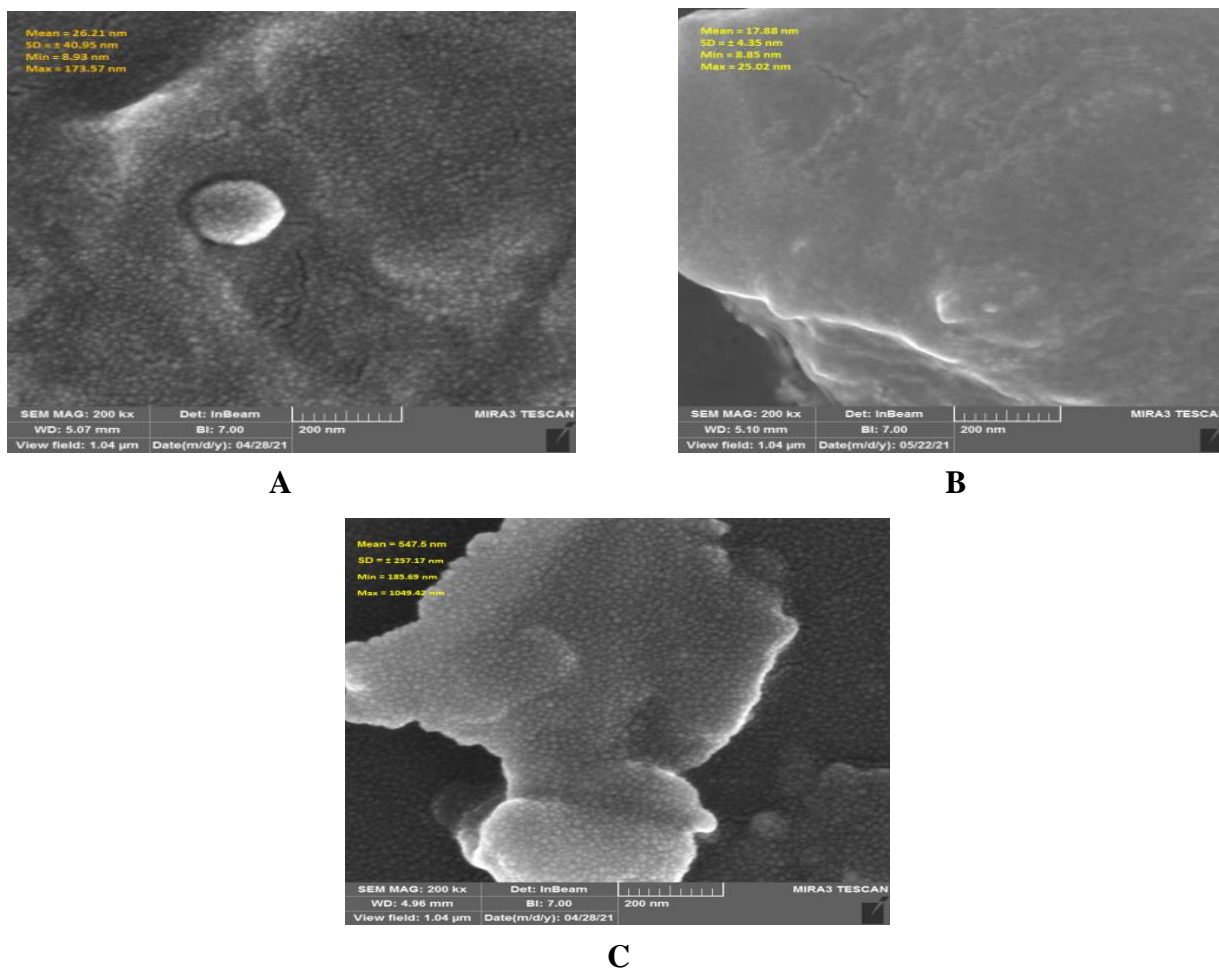 Mean = 26.21 nm
SD = ± 40.95 nm
Min = 8.93 nm
Max = 173.57 nm
SEM MAG: 200 kx Det: InBeam MIRA3 TESCAN
WD: 5.07 mm BI: 7.00 200 nm
View field: 1.04 µm Date(m/d/y): 04/28/21
A
Mean = 17.88 nm
SD = ± 4.35 nm
Min = 8.85 nm
Max = 25.02 nm
SEM MAG: 200 kx Det: InBeam MIRA3 TESCAN
WD: 5.10 mm BI: 7.00 200 nm
View field: 1.04 µm Date(m/d/y): 05/22/21
B
Mean = 547.5 nm
SD = ± 257.17 nm
Min = 185.69 nm
Max = 1049.42 nm
SEM MAG: 200 kx Det: InBeam MIRA3 TESCAN
WD: 4.96 mm BI: 7.00 200 nm
View field: 1.04 µm Date(m/d/y): 04/28/21
C